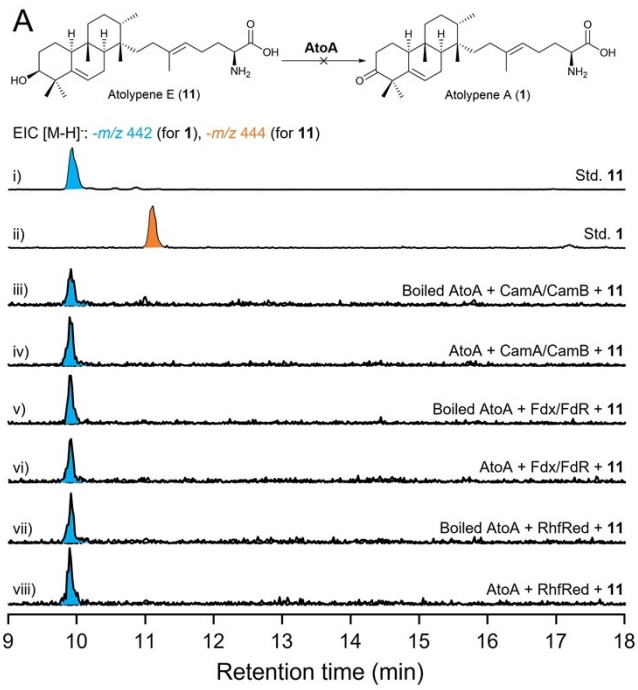 A
H
H
O
OH
NH₂
HO
Atolypene E (11)
AtoA
H
H
O
OH
NH₂
O
Atolypene A (1)
EIC [M-H]⁻: -m/z 442 (for 1), -m/z 444 (for 11)
i) Std. 11
ii) Std. 1
iii) Boiled AtoA + CamA/CamB + 11
iv) AtoA + CamA/CamB + 11
v) Boiled AtoA + Fdx/FdR + 11
vi) AtoA + Fdx/FdR + 11
vii) Boiled AtoA + RhfRed + 11
viii) AtoA + RhfRed + 11
9 10 11 12 13 14 15 16 17 18
Retention time (min)